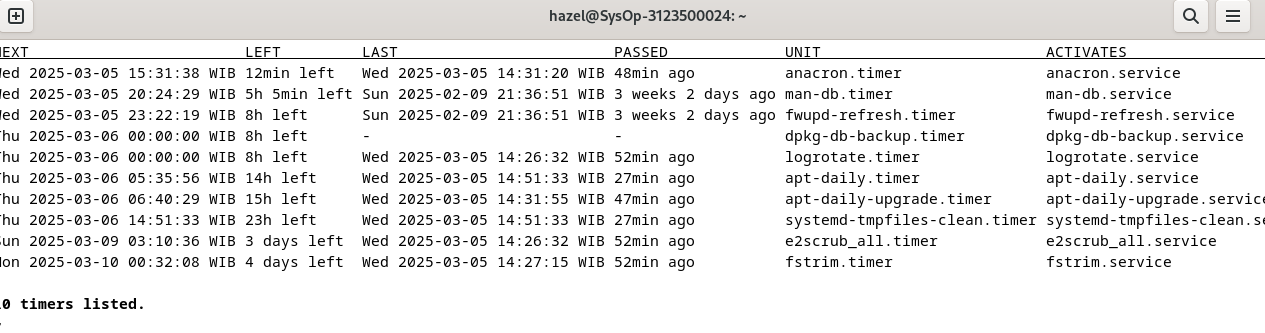 hazel@SysOp-3123500024: ~
NEXT LEFT LAST PASSED UNIT ACTIVATES
Wed 2025-03-05 15:31:38 WIB 12min left Wed 2025-03-05 14:31:20 WIB 48min ago anacron.timer anacron.service
Wed 2025-03-05 20:24:29 WIB 5h 5min left Sun 2025-02-09 21:36:51 WIB 3 weeks 2 days ago man-db.timer man-db.service
Wed 2025-03-05 23:22:19 WIB 8h left Sun 2025-02-09 21:36:51 WIB 3 weeks 2 days ago fwupd-refresh.timer fwupd-refresh.service
Thu 2025-03-06 00:00:00 WIB 8h left - - dpkg-db-backup.timer dpkg-db-backup.service
Thu 2025-03-06 00:00:00 WIB 8h left Wed 2025-03-05 14:26:32 WIB 52min ago logrotate.timer logrotate.service
Thu 2025-03-06 05:35:56 WIB 14h left Wed 2025-03-05 14:51:33 WIB 27min ago apt-daily.timer apt-daily.service
Thu 2025-03-06 06:40:29 WIB 15h left Wed 2025-03-05 14:31:55 WIB 47min ago apt-daily-upgrade.timer apt-daily-upgrade.service
Thu 2025-03-06 14:51:33 WIB 23h left Wed 2025-03-05 14:51:33 WIB 27min ago systemd-tmpfiles-clean.timer systemd-tmpfiles-clean.se
Sun 2025-03-09 03:10:36 WIB 3 days left Wed 2025-03-05 14:26:32 WIB 52min ago e2scrub_all.timer e2scrub_all.service
Mon 2025-03-10 00:32:08 WIB 4 days left Wed 2025-03-05 14:27:15 WIB 52min ago fstrim.timer fstrim.service
10 timers listed.